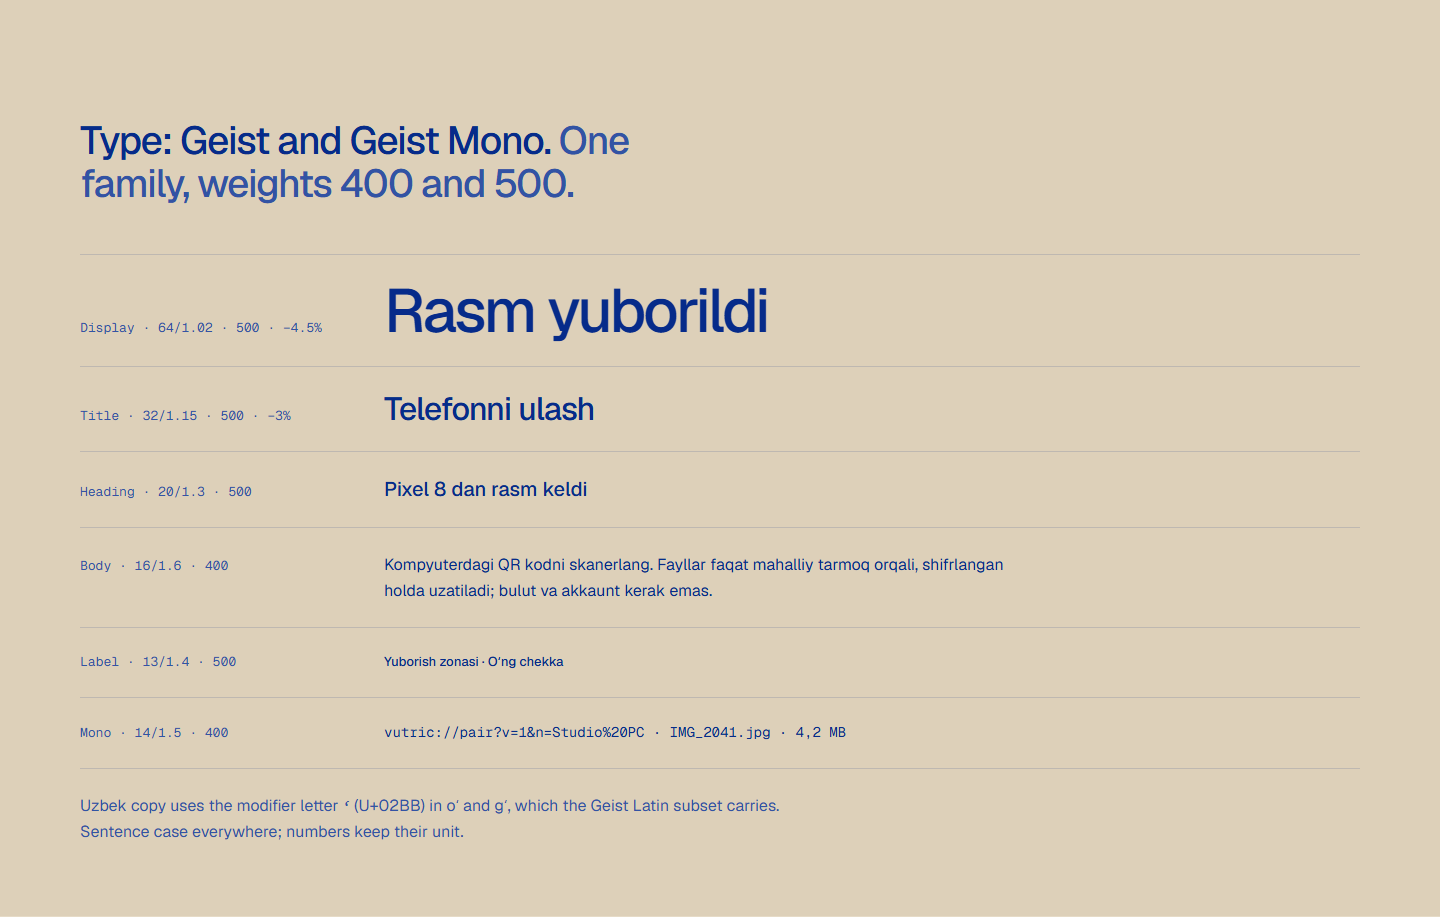 Type: Geist and Geist Mono. One
family, weights 400 and 500.
Display · 64/1.02 · 500 · −4.5%
Rasm yuborildi
Title · 32/1.15 · 500 · −3%
Telefonni ulash
Heading · 20/1.3 · 500
Pixel 8 dan rasm keldi
Body · 16/1.6 · 400
Kompyuterdagi QR kodni skanerlang. Fayllar faqat mahalliy tarmoq orqali, shifrlangan
holda uzatiladi; bulut va akkaunt kerak emas.
Label · 13/1.4 · 500
Yuborish zonasi · Oʻng chekka
Mono · 14/1.5 · 400
vutric://pair?v=1&n=Studio%20PC · IMG_2041.jpg · 4,2 MB
Uzbek copy uses the modifier letter ʻ (U+02BB) in oʻ and gʻ, which the Geist Latin subset carries.
Sentence case everywhere; numbers keep their unit.